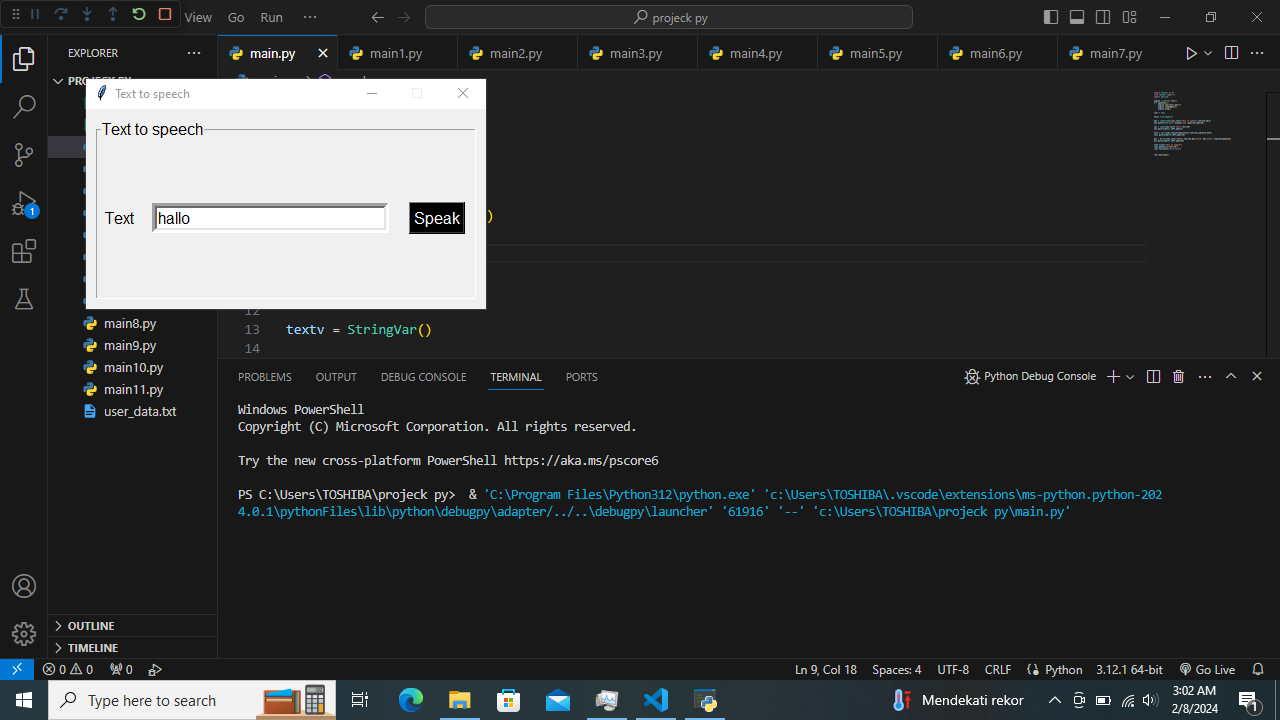 View Go Run ···
projeck py
EXPLORER ···
main.py
main1.py
main2.py
main3.py
main4.py
main5.py
main6.py
main7.py
Text to speech
Text to speech
Text
hallo
Speak
)
12
13 textv = StringVar()
14
main8.py
main9.py
main10.py
main11.py
user_data.txt
PROBLEMS OUTPUT DEBUG CONSOLE TERMINAL PORTS
Python Debug Console
Windows PowerShell
Copyright (C) Microsoft Corporation. All rights reserved.
Try the new cross-platform PowerShell https://aka.ms/pscore6
PS C:\Users\TOSHIBA\projeck py>  & 'C:\Program Files\Python312\python.exe' 'c:\Users\TOSHIBA\.vscode\extensions\ms-python.python-202
4.0.1\pythonFiles\lib\python\debugpy\adapter/../..\debugpy\launcher' '61916' '--' 'c:\Users\TOSHIBA\projeck py\main.py'
1
OUTLINE
TIMELINE
0 0 0
Ln 9, Col 18 Spaces: 4 UTF-8 CRLF Python 3.12.1 64-bit Go Live
Type here to search
Mendekati rekor
3:02 AM
2/8/2024
1